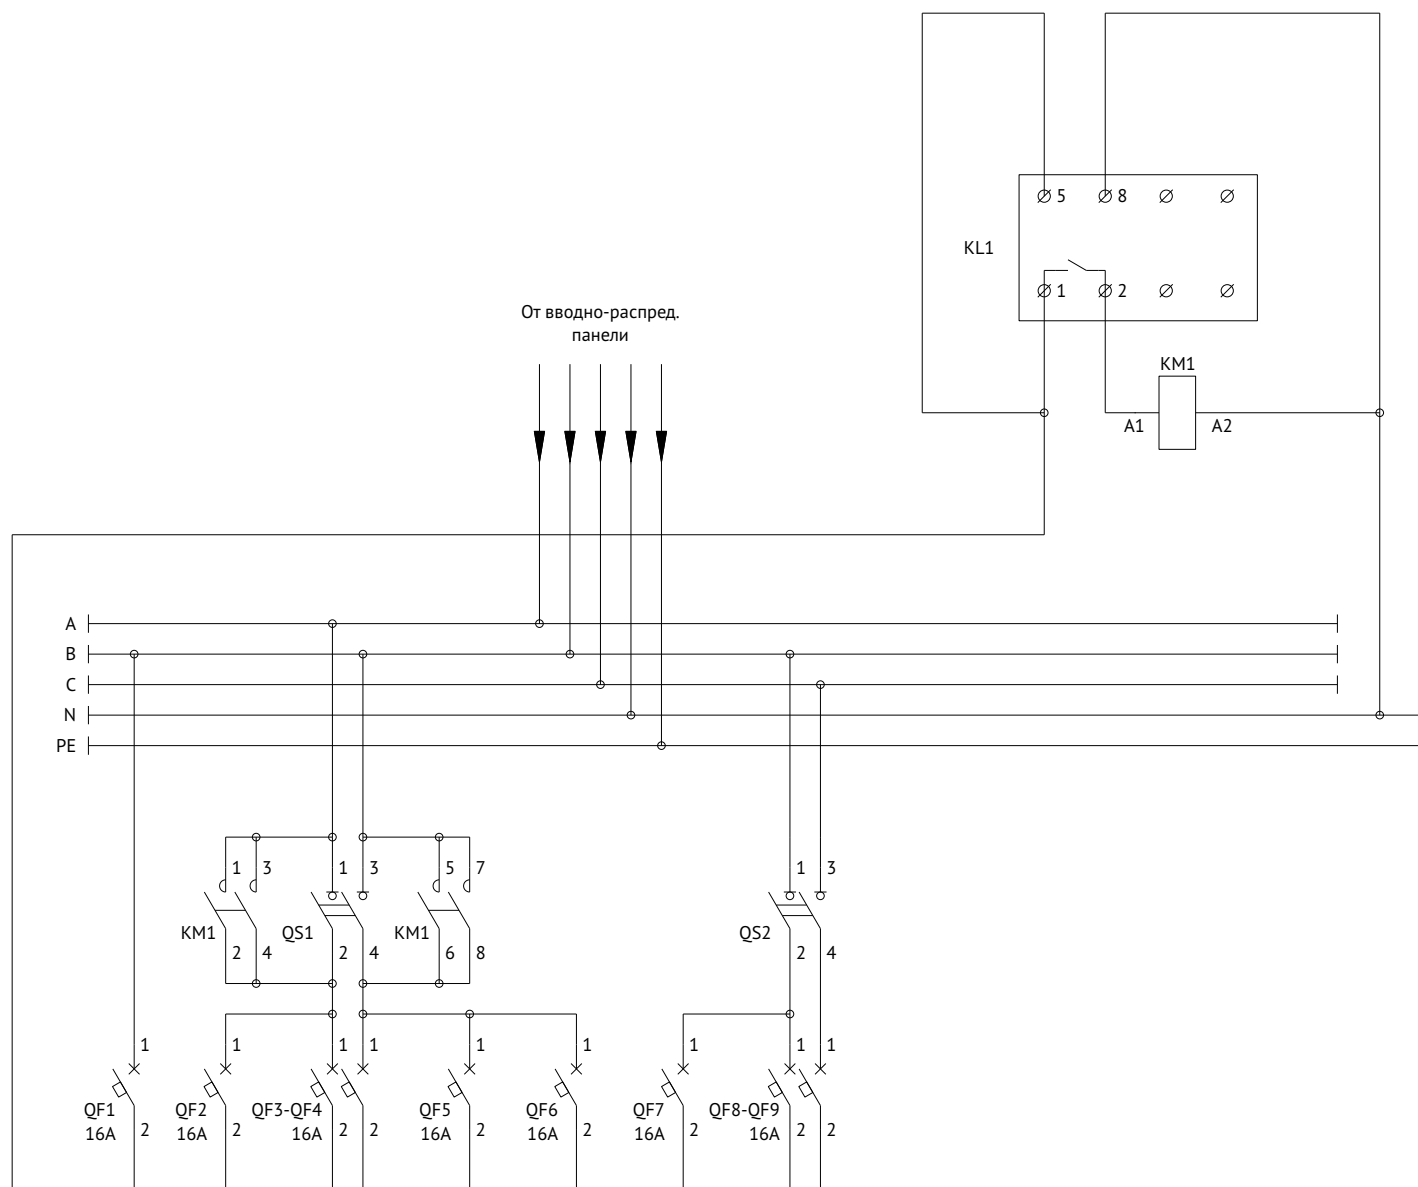 5 8
KL1
1 2
От вводно-распред.
панели
KM1
A1 A2
A
B
C
N
PE
1 3 1 3 5 7 1 3
KM1 QS1 KM1 QS2
2 4 2 4 6 8 2 4
1 1 1 1 1 1 1 1 1
QF1 QF2 QF3-QF4 QF5 QF6 QF7 QF8-QF9
16A 2 16A 2 16A 2 2 16A 2 16A 2 16A 2 16A 2 2